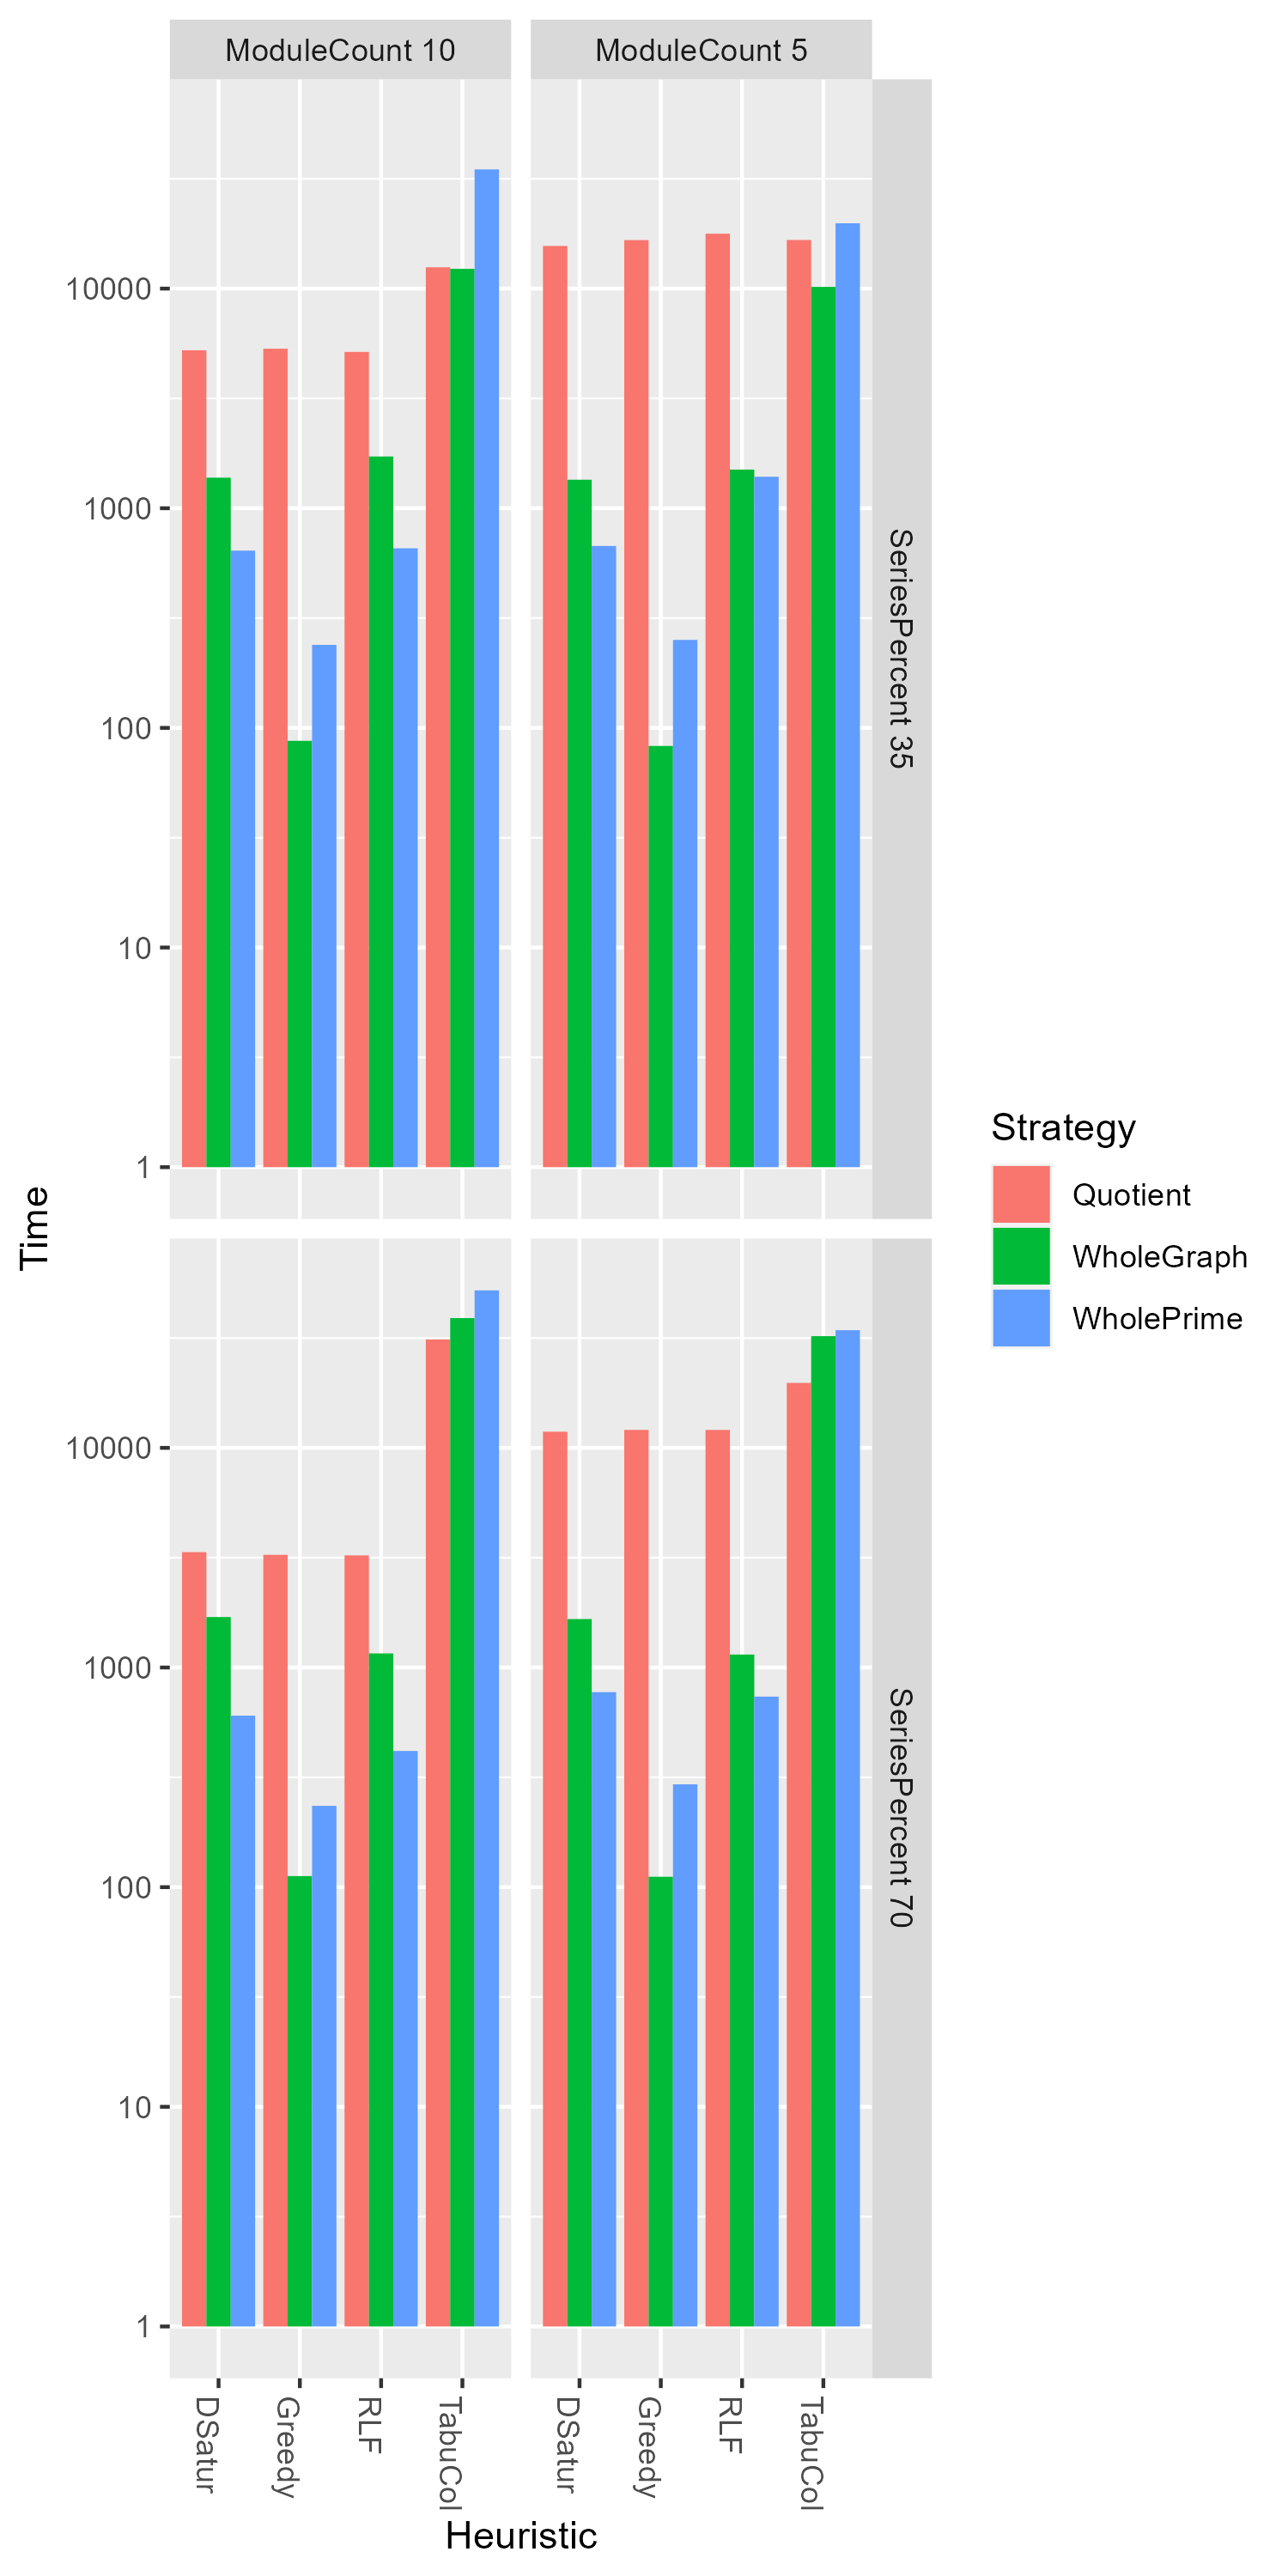 ModuleCount 10
ModuleCount 5
10000
1000
100
10
1
SeriesPercent 35
Time
10000
1000
100
10
1
SeriesPercent 70
DSatur
Greedy
RLF
TabuCol
DSatur
Greedy
RLF
TabuCol
Heuristic
Strategy
Quotient
WholeGraph
WholePrime